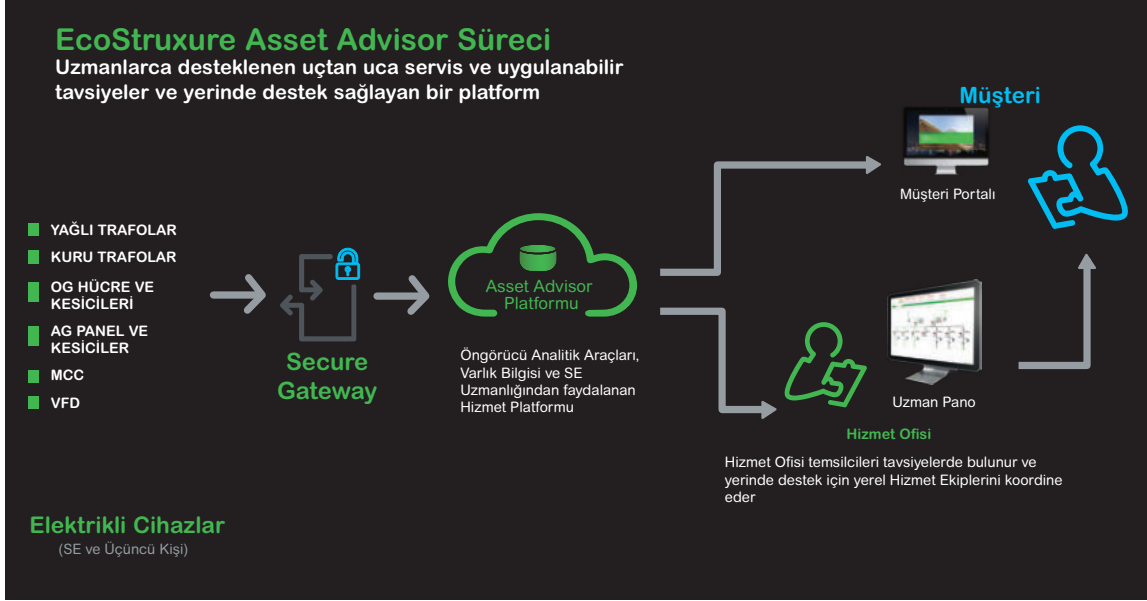 EcoStruxure Asset Advisor Süreci
Uzmanlarca desteklenen uçtan uca servis ve uygulanabilir
tavsiyeler ve yerinde destek sağlayan bir platform
Müşteri
Müşteri Portalı
YAĞLI TRAFOLAR
KURU TRAFOLAR
OG HÜCRE VE
KESİCİLERİ
AG PANEL VE
KESİCİLER
MCC
VFD
Secure
Gateway
Asset Advisor
Platformu
Öngörücü Analitik Araçları,
Varlık Bilgisi ve SE
Uzmanlığından faydalanan
Hizmet Platformu
Uzman Pano
Hizmet Ofisi
Hizmet Ofisi temsilcileri tavsiyelerde bulunur ve
yerinde destek için yerel Hizmet Ekiplerini koordine
eder
Elektrikli Cihazlar
(SE ve Üçüncü Kişi)